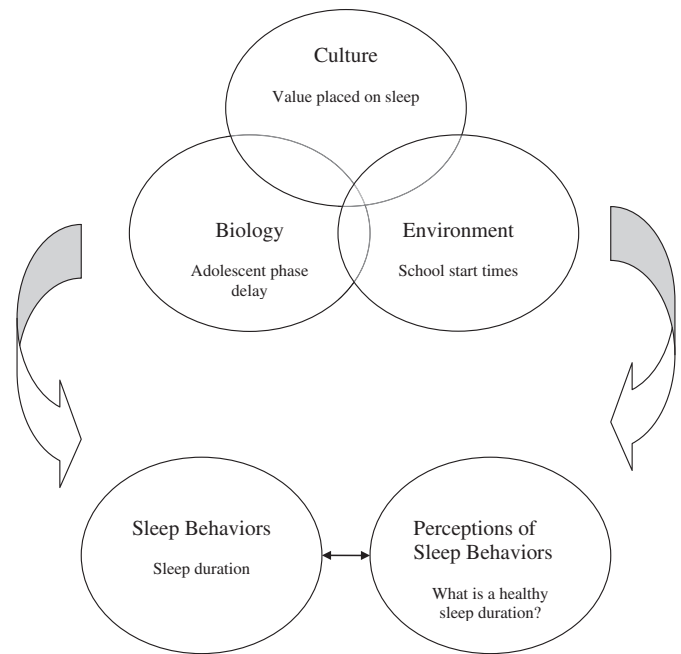 Culture
Value placed on sleep
Biology
Adolescent phase
delay
Environment
School start times
Sleep Behaviors
Sleep duration
Perceptions of
Sleep Behaviors
What is a healthy
sleep duration?